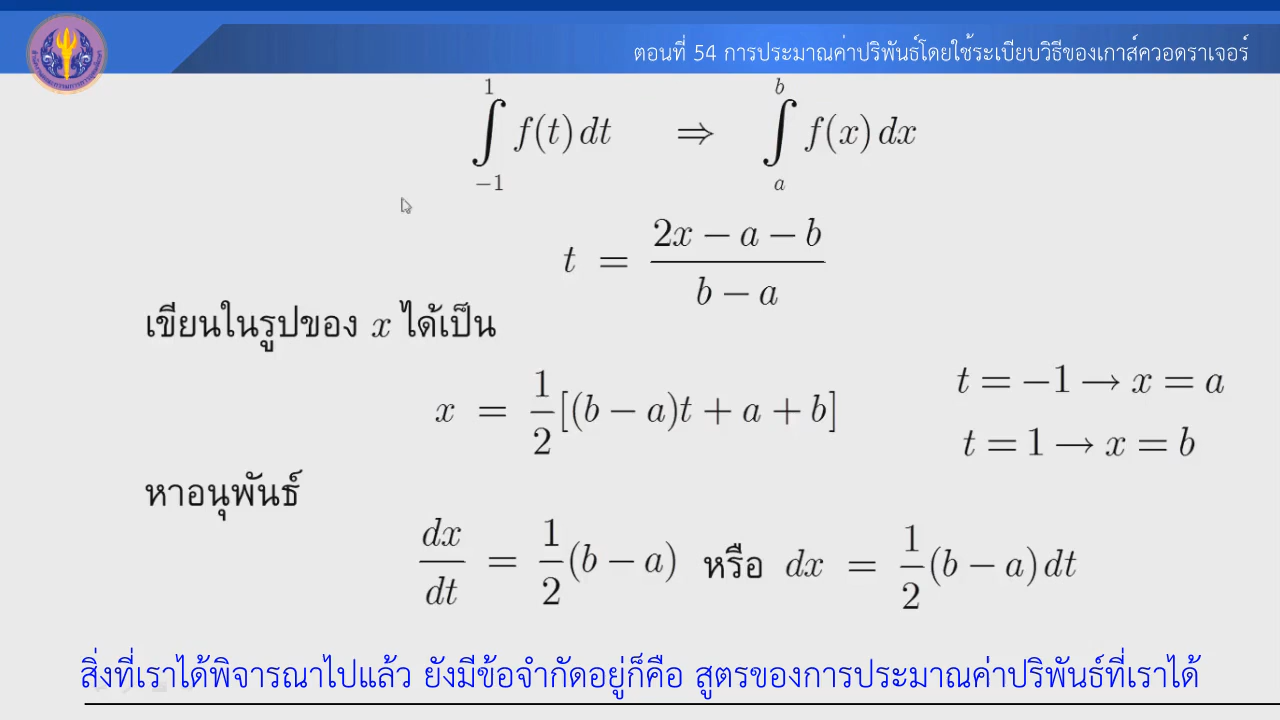 ตอนที่ 54 การประมาณค่าปริพันธ์โดยใช้ระเบียบวิธีของเกาส์ควอดราเจอร์
∫_{-1}^{1} f(t) dt ⇒ ∫_{a}^{b} f(x) dx
t = \frac{2x − a − b}{b − a}
เขียนในรูปของ x ได้เป็น
x = \frac{1}{2}[(b − a)t + a + b]
t = −1 → x = a
t = 1 → x = b
หาอนุพันธ์
\frac{dx}{dt} = \frac{1}{2}(b − a) หรือ dx = \frac{1}{2}(b − a) dt
สิ่งที่เราได้พิจารณาไปแล้ว ยังมีข้อจำกัดอยู่ก็คือ สูตรของการประมาณค่าปริพันธ์ที่เราได้